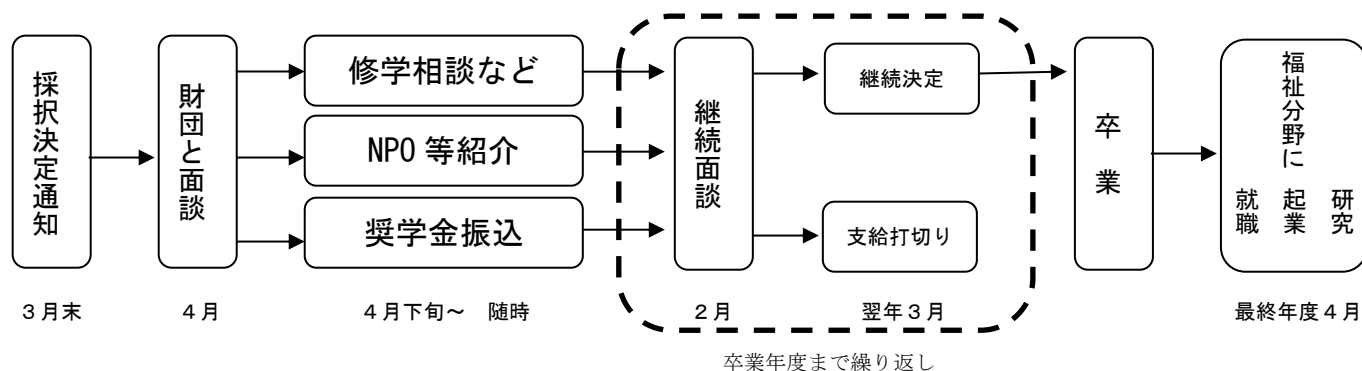 採択決定通知
財団と面談
修学相談など
NPO 等紹介
奨学金振込
継続面談
継続決定
支給打切り
卒業
福祉分野に
就職 起業 研究
3月末
4月
4月下旬～ 随時
2月
翌年3月
最終年度4月
卒業年度まで繰り返し